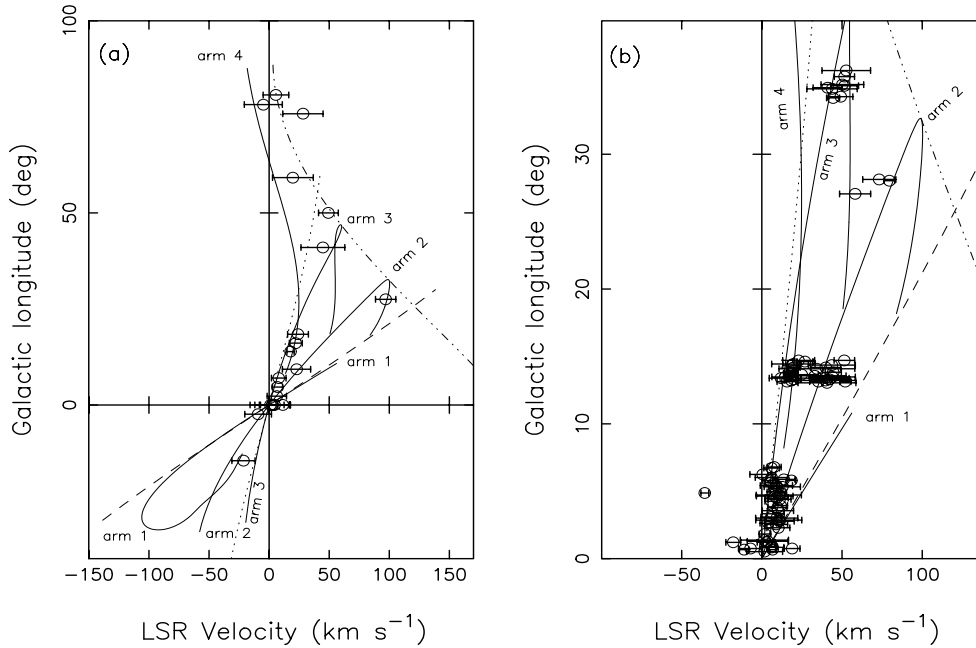 (a)
100
50
0
Galactic longitude (deg)
arm 4
arm 3
arm 2
arm 1
arm 1
arm 2
arm 3
−150 −100 −50 0 50 100 150
LSR Velocity (km s−1)
(b)
30
20
10
0
Galactic longitude (deg)
arm 4
arm 3
arm 2
arm 1
−50 0 50 100
LSR Velocity (km s−1)